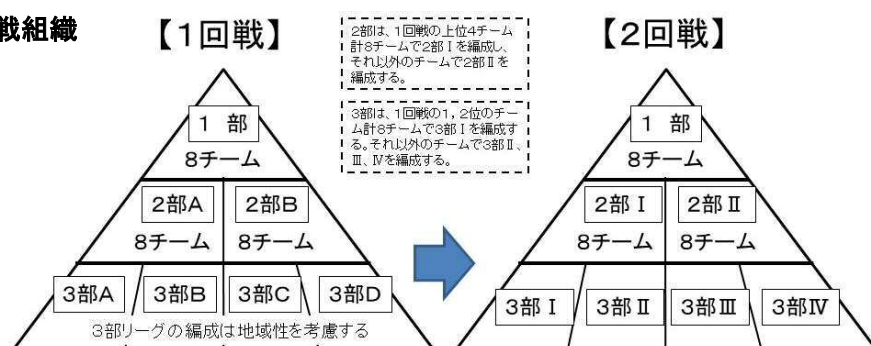 戦組織
【1回戦】
2部は、1回戦の上位4チーム
計8チームで2部Ⅰを編成し、
それ以外のチームで2部Ⅱを
編成する。
3部は、1回戦の1，2位のチー
ム計8チームで3部Ⅰを編成す
る。それ以外のチームで3部Ⅱ、
Ⅲ、Ⅳを編成する。
【2回戦】
1 部
8チーム
2部A 2部B
8チーム 8チーム
3部A 3部B 3部C 3部D
3部リーグの編成は地域性を考慮する
1 部
8チーム
2部Ⅰ 2部Ⅱ
8チーム 8チーム
3部Ⅰ 3部Ⅱ 3部Ⅲ 3部Ⅳ